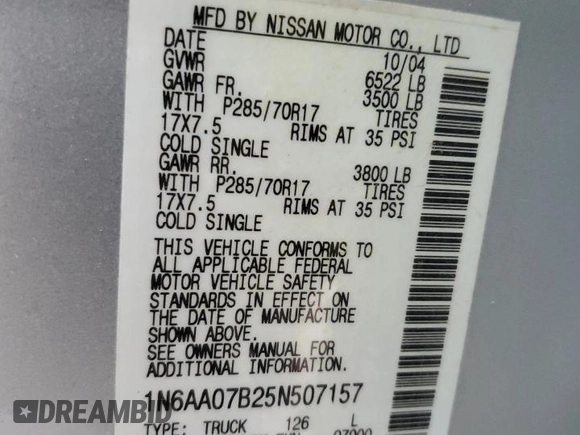 MFD BY NISSAN MOTOR CO., LTD
DATE 10/04
GVWR 6522 LB
GAWR FR. 3500 LB
WITH P285/70R17 TIRES
17X7.5 RIMS AT 35 PSI
COLD SINGLE
GAWR RR. 3800 LB
WITH P285/70R17 TIRES
17X7.5 RIMS AT 35 PSI
COLD SINGLE
THIS VEHICLE CONFORMS TO
ALL APPLICABLE FEDERAL
MOTOR VEHICLE SAFETY
STANDARDS IN EFFECT ON
THE DATE OF MANUFACTURE
SHOWN ABOVE.
SEE OWNERS MANUAL FOR
ADDITIONAL INFORMATION.
1N6AA07B25N507157
TYPE: TRUCK 126 L
DREAMBID
DREAMBID